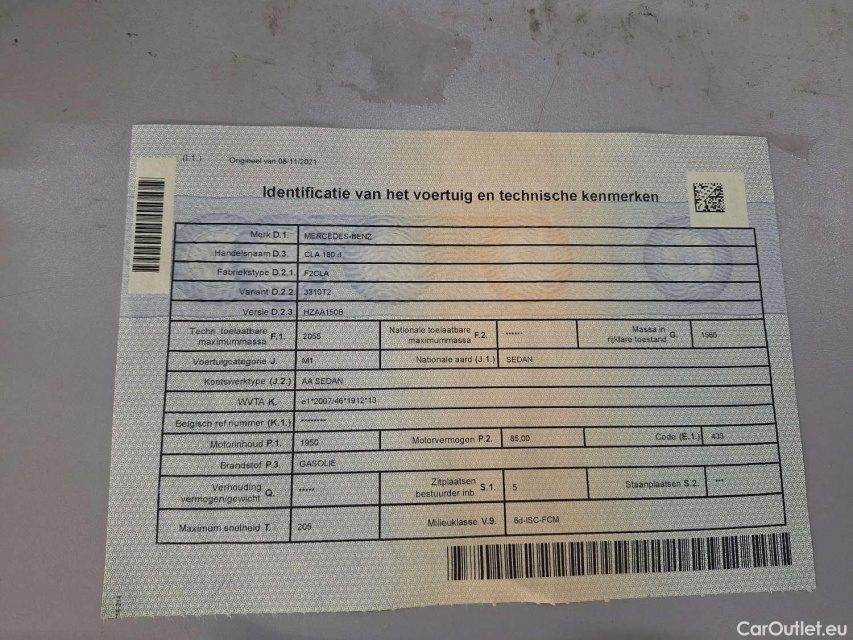 (I.1.) Origineel van 08/11/2021
Identificatie van het voertuig en technische kenmerken
Merk D.1. MERCEDES-BENZ
Handelsnaam D.3. CLA 180 d
Fabriekstype D.2.1. F2CLA
Variant D.2.2. 3310T2
Versie D.2.3. HZAA150B
Techn. toelaatbare maximummassa F.1. 2055 Nationale toelaatbare maximummassa F.2. ****** Massa in rijklare toestand G. 1560
Voertuigcategorie J. M1 Nationale aard (J.1.) SEDAN
Koetswerktype (J.2.) AA SEDAN
WVTA K. e1*2007/46*1912*13
Belgisch ref.nummer (K.1.) ********
Motorinhoud P.1. 1950 Motorvermogen P.2. 85,00 Code (E.1.) 433
Brandstof P.3. GASOLIE
Verhouding vermogen/gewicht Q. ***** Zitplaatsen bestuurder inb. S.1. 5 Staanplaatsen S.2. ***
Maximum snelheid T. 205 Milieuklasse V.9. 6d-ISC-FCM
CarOutlet.eu